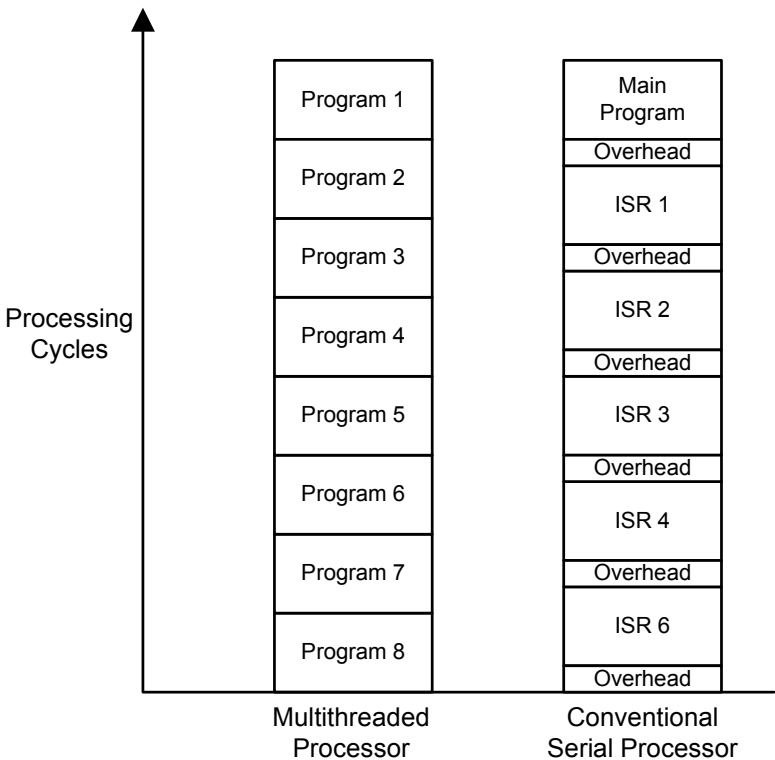 Processing
Cycles
Program 1
Program 2
Program 3
Program 4
Program 5
Program 6
Program 7
Program 8
Multithreaded
Processor
Main
Program
Overhead
ISR 1
Overhead
ISR 2
Overhead
ISR 3
Overhead
ISR 4
Overhead
ISR 6
Overhead
Conventional
Serial Processor